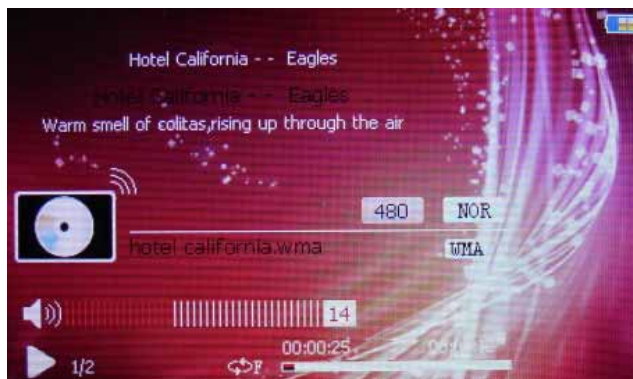 Hotel California - - Eagles
Hotel California - - Eagles
Warm smell of colitas,rising up through the air
480 NOR
hotel california.wma WMA
14
00:00:25
1/2 F